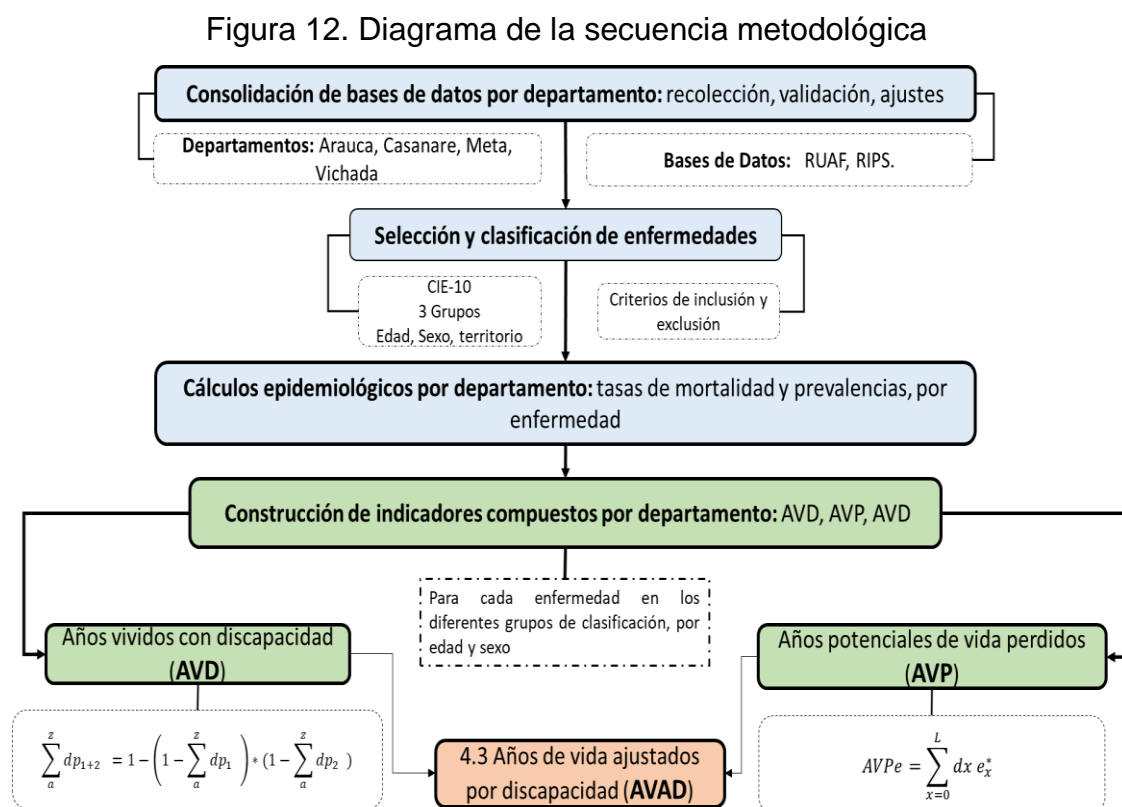 Figura 12. Diagrama de la secuencia metodológica
Consolidación de bases de datos por departamento: recolección, validación, ajustes
Departamentos: Arauca, Casanare, Meta,
Vichada
Bases de Datos: RUAF, RIPS.
Selección y clasificación de enfermedades
CIE-10
3 Grupos
Edad, Sexo, territorio
Criterios de inclusión y
exclusión
Cálculos epidemiológicos por departamento: tasas de mortalidad y prevalencias, por
enfermedad
Construcción de indicadores compuestos por departamento: AVD, AVP, AVD
Para cada enfermedad en los
diferentes grupos de clasificación, por
edad y sexo
Años vividos con discapacidad
(AVD)
Años potenciales de vida perdidos
(AVP)
∑_a^z dp₁₊₂ = 1 − (1 − ∑_a^z dp₁) * (1 − ∑_a^z dp₂ )
4.3 Años de vida ajustados
por discapacidad (AVAD)
AVPe = ∑_{x=0}^L dx e_x^*